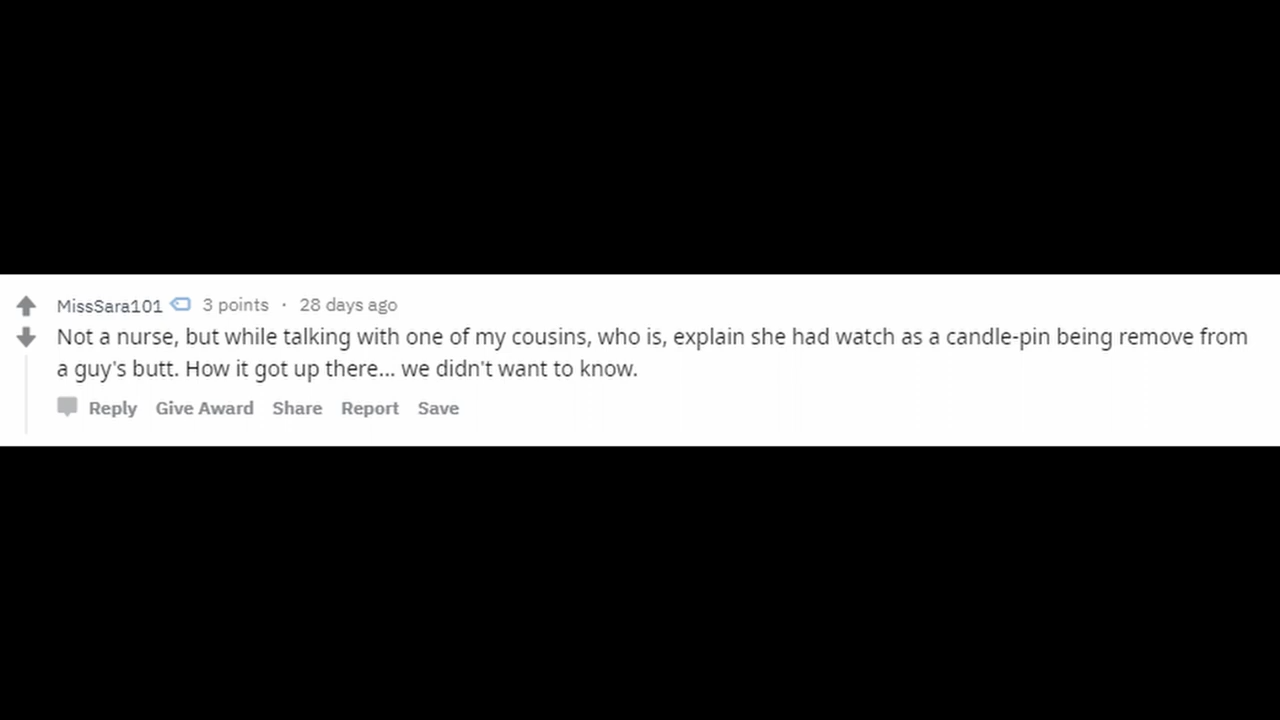 MissSara101 3 points · 28 days ago
Not a nurse, but while talking with one of my cousins, who is, explain she had watch as a candle-pin being remove from
a guy's butt. How it got up there... we didn't want to know.
Reply Give Award Share Report Save